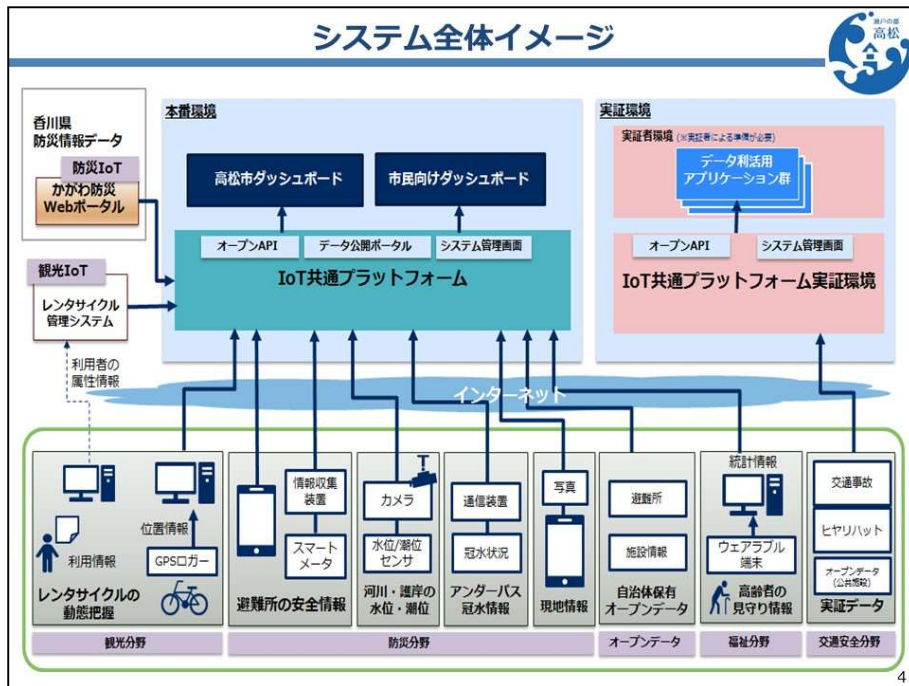 システム全体イメージ
瀬戸の都
高松
香川県
防災情報データ
防災IoT
かがわ防災
Webポータル
観光IoT
レンタサイクル
管理システム
利用者の
属性情報
本番環境
高松市ダッシュボード
市民向けダッシュボード
オープンAPI
データ公開ポータル
システム管理画面
IoT共通プラットフォーム
実証環境
実証者環境 (※実証者による準備が必要)
データ利活用
アプリケーション群
オープンAPI
システム管理画面
IoT共通プラットフォーム実証環境
インターネット
利用情報
位置情報
GPSロガー
レンタサイクルの
動態把握
情報収集
装置
スマート
メータ
避難所の安全情報
カメラ
水位/潮位
センサ
河川・護岸の
水位・潮位
通信装置
冠水状況
アンダーパス
冠水情報
写真
現地情報
避難所
施設情報
自治体保有
オープンデータ
統計情報
ウェアラブル
端末
高齢者の
見守り情報
交通事故
ヒヤリハット
オープンデータ
(公共施設)
実証データ
観光分野
防災分野
オープンデータ
福祉分野
交通安全分野
4